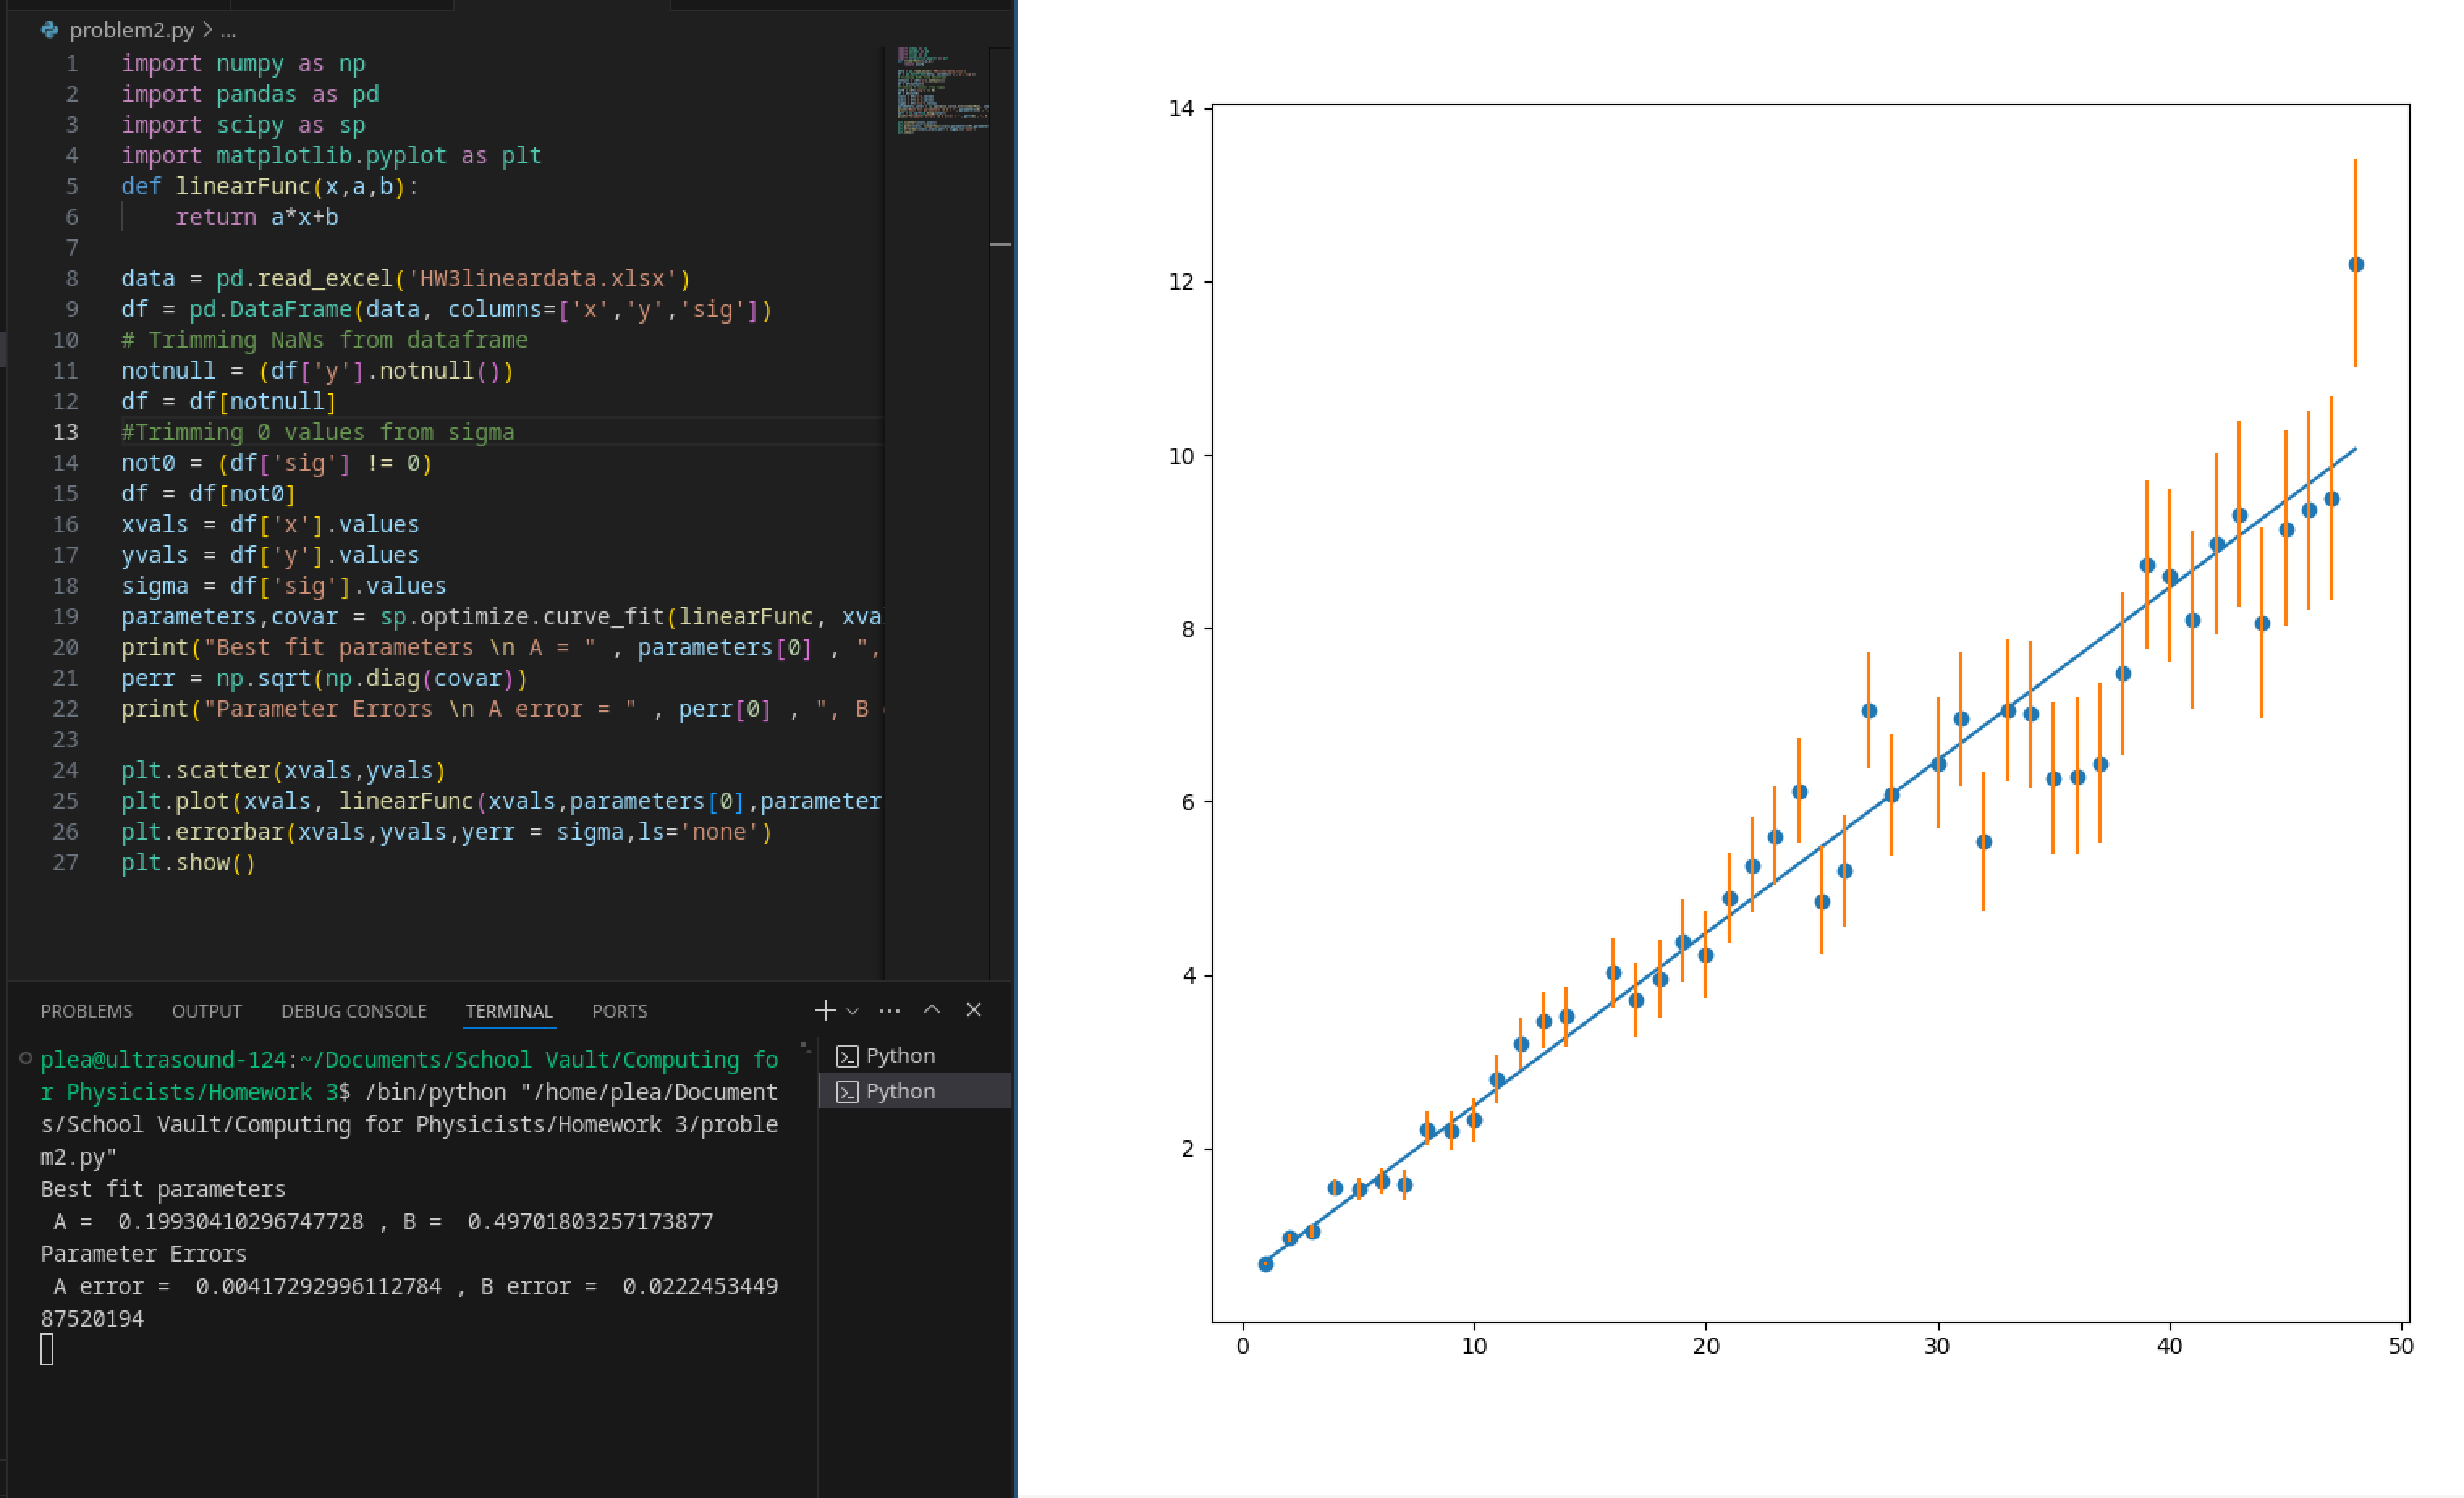 problem2.py > ...
1 import numpy as np
2 import pandas as pd
3 import scipy as sp
4 import matplotlib.pyplot as plt
5 def linearFunc(x,a,b):
6     return a*x+b
7
8 data = pd.read_excel('HW3lineardata.xlsx')
9 df = pd.DataFrame(data, columns=['x','y','sig'])
10 # Trimming NaNs from dataframe
11 notnull = (df['y'].notnull())
12 df = df[notnull]
13 #Trimming 0 values from sigma
14 not0 = (df['sig'] != 0)
15 df = df[not0]
16 xvals = df['x'].values
17 yvals = df['y'].values
18 sigma = df['sig'].values
19 parameters,covar = sp.optimize.curve_fit(linearFunc, xva
20 print("Best fit parameters \n A = " , parameters[0] , ",
21 perr = np.sqrt(np.diag(covar))
22 print("Parameter Errors \n A error = " , perr[0] , ", B
23
24 plt.scatter(xvals,yvals)
25 plt.plot(xvals, linearFunc(xvals,parameters[0],parameter
26 plt.errorbar(xvals,yvals,yerr = sigma,ls='none')
27 plt.show()
PROBLEMS OUTPUT DEBUG CONSOLE TERMINAL PORTS
plea@ultrasound-124:~/Documents/School Vault/Computing fo
r Physicists/Homework 3$ /bin/python "/home/plea/Document
s/School Vault/Computing for Physicists/Homework 3/proble
m2.py"
Best fit parameters
 A =  0.19930410296747728 , B =  0.49701803257173877
Parameter Errors
 A error =  0.00417292996112784 , B error =  0.0222453449
87520194
Python
Python
14
12
10
8
6
4
2
0 10 20 30 40 50